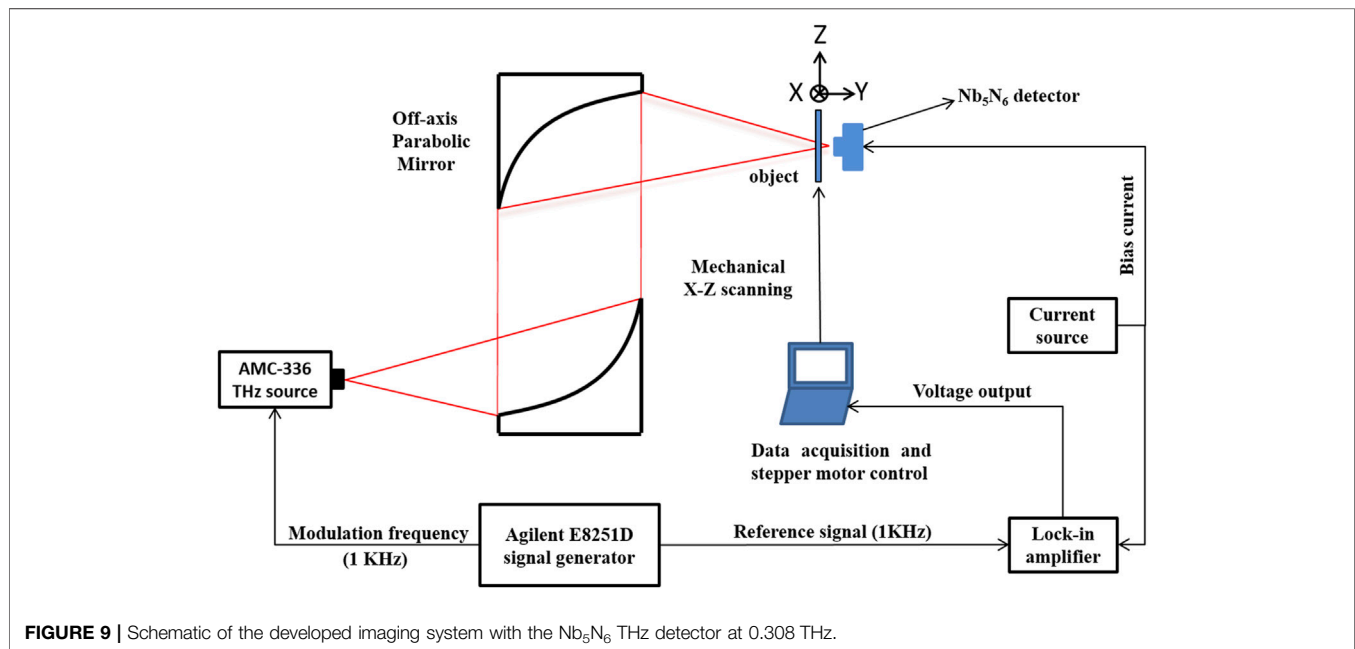 Z
X
Y
Nb₅N₆ detector
Off-axis
Parabolic
Mirror
object
Bias current
Mechanical
X-Z scanning
Current
source
AMC-336
THz source
Voltage output
Data acquisition and
stepper motor control
Modulation frequency
(1 KHz)
Agilent E8251D
signal generator
Reference signal (1KHz)
Lock-in
amplifier
FIGURE 9 | Schematic of the developed imaging system with the Nb₅N₆ THz detector at 0.308 THz.